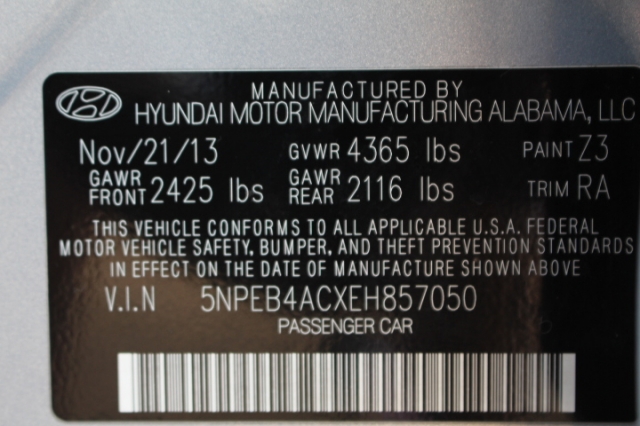 MANUFACTURED BY
HYUNDAI MOTOR MANUFACTURING ALABAMA, LLC
Nov/21/13 GVWR 4365 lbs PAINT Z3
GAWR FRONT 2425 lbs GAWR REAR 2116 lbs TRIM RA
THIS VEHICLE CONFORMS TO ALL APPLICABLE U.S.A. FEDERAL
MOTOR VEHICLE SAFETY, BUMPER, AND THEFT PREVENTION STANDARDS
IN EFFECT ON THE DATE OF MANUFACTURE SHOWN ABOVE
V.I.N 5NPEB4ACXEH857050
PASSENGER CAR